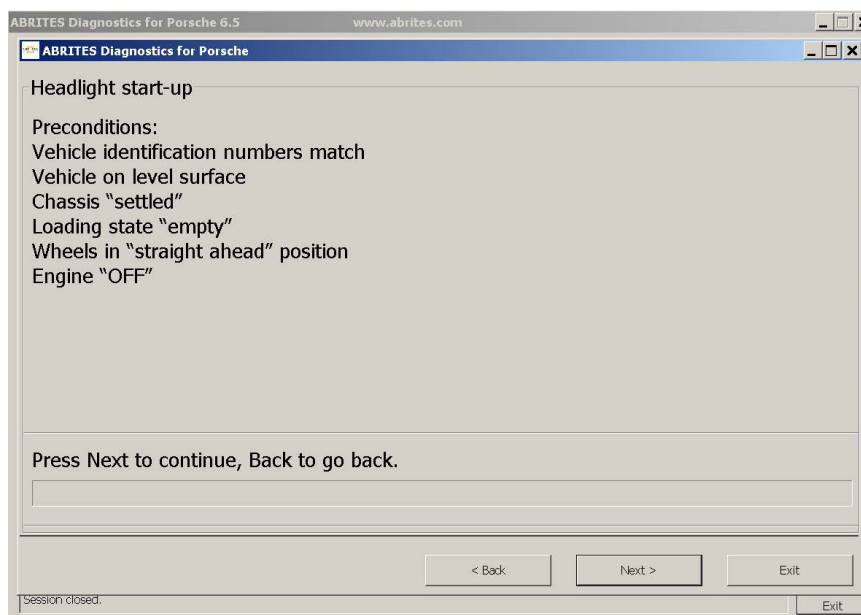 ABRITES Diagnostics for Porsche 6.5 www.abrites.com
ABRITES Diagnostics for Porsche
Headlight start-up
Preconditions:
Vehicle identification numbers match
Vehicle on level surface
Chassis “settled”
Loading state “empty”
Wheels in “straight ahead” position
Engine “OFF”
Press Next to continue, Back to go back.
< Back Next > Exit
Session closed. Exit